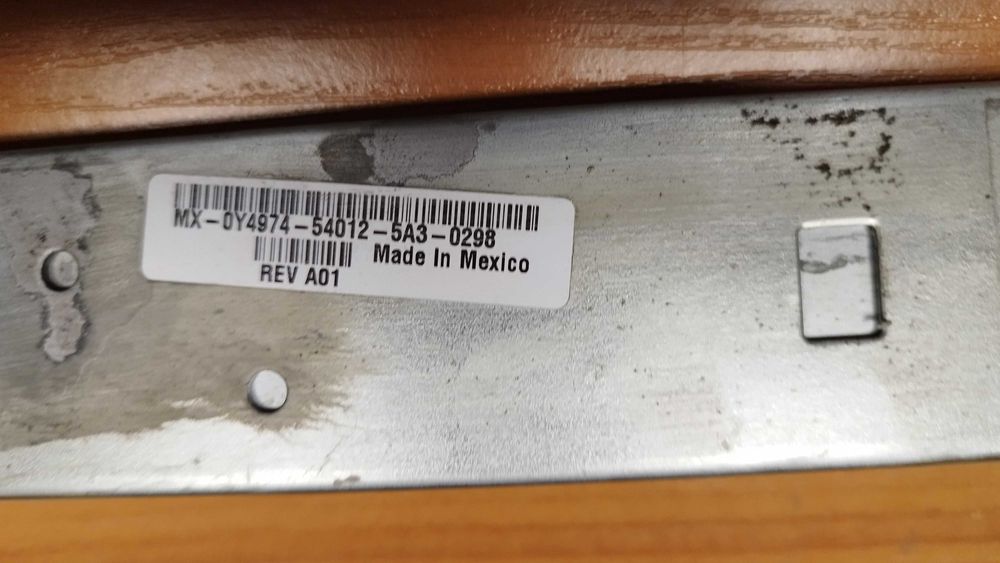 MX-0Y4974-54012-5A3-0298
Made In Mexico
REV A01